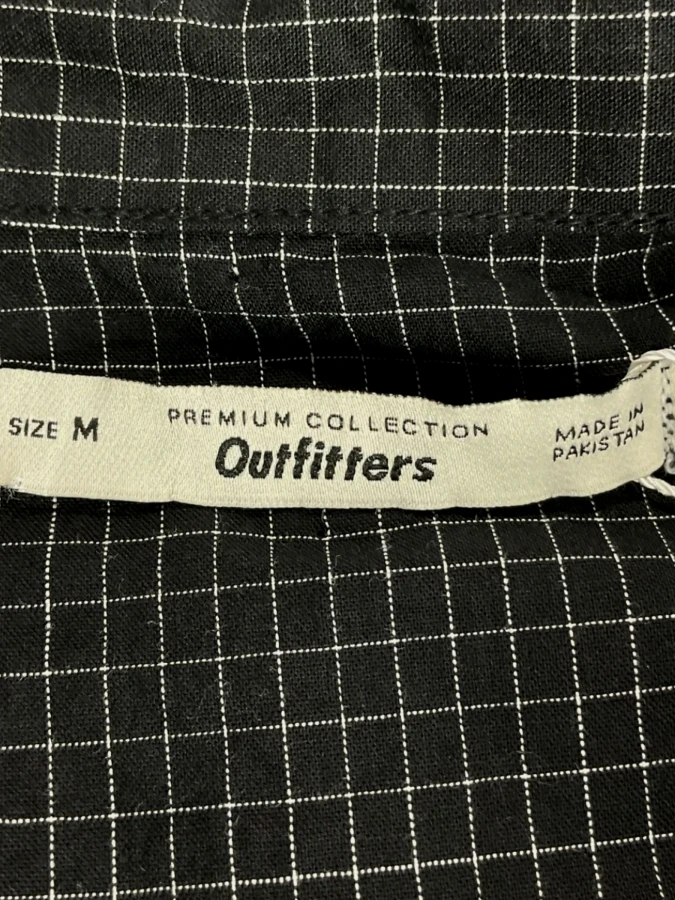 SIZE M
PREMIUM COLLECTION
Outfitters
MADE IN
PAKISTAN